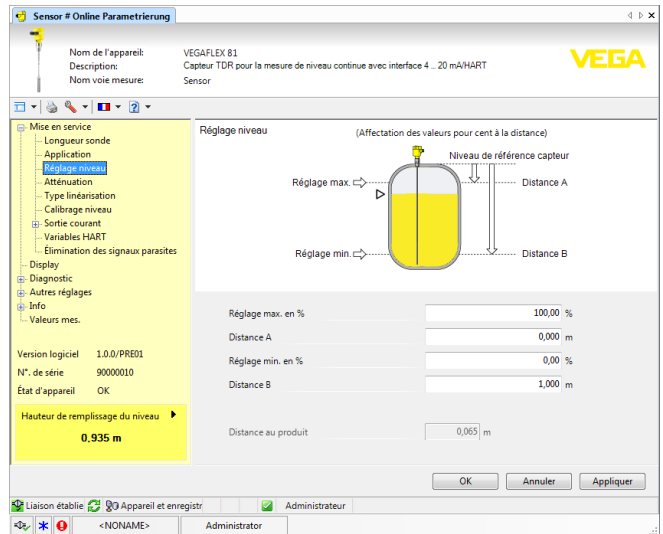 Sensor # Online Parametrierung
Nom de l'appareil: VEGAFLEX 81
Description: Capteur TDR pour la mesure de niveau continue avec interface 4 ... 20 mA/HART
Nom voie mesure: Sensor
VEGA
Mise en service
Longueur sonde
Application
Réglage niveau
Atténuation
Type linéarisation
Calibrage niveau
Sortie courant
Variables HART
Élimination des signaux parasites
Display
Diagnostic
Autres réglages
Info
Valeurs mes.
Version logiciel 1.0.0/PRE01
N°. de série 90000010
État d'appareil OK
Hauteur de remplissage du niveau
0,935 m
Réglage niveau
(Affectation des valeurs pour cent à la distance)
Niveau de référence capteur
Réglage max.
Distance A
Réglage min.
Distance B
Réglage max. en % 100,00 %
Distance A 0,000 m
Réglage min. en % 0,00 %
Distance B 1,000 m
Distance au produit 0,065 m
OK Annuler Appliquer
Liaison établie Appareil et enregistr Administrateur
<NONAME> Administrator